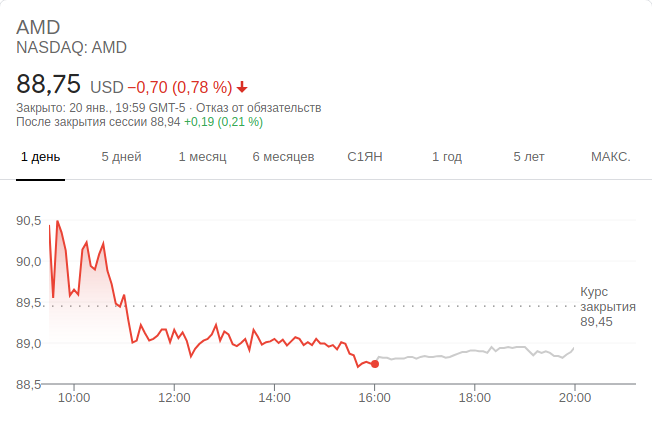 AMD
NASDAQ: AMD
88,75 USD −0,70 (0,78 %)
Закрыто: 20 янв., 19:59 GMT-5 · Отказ от обязательств
После закрытия сессии 88,94 +0,19 (0,21 %)
1 день 5 дней 1 месяц 6 месяцев С1ЯН 1 год 5 лет МАКС.
90,5
90,0
89,5
89,0
88,5
Курс
закрытия
89,45
10:00 12:00 14:00 16:00 18:00 20:00